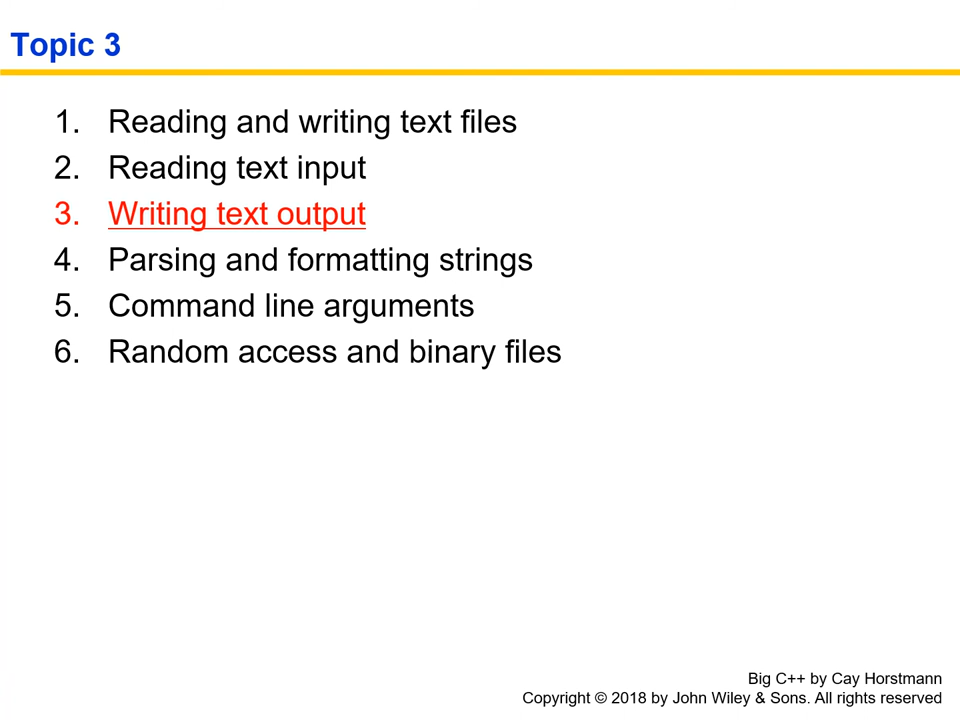 Topic 3
1. Reading and writing text files
2. Reading text input
3. Writing text output
4. Parsing and formatting strings
5. Command line arguments
6. Random access and binary files
Big C++ by Cay Horstmann
Copyright © 2018 by John Wiley & Sons. All rights reserved